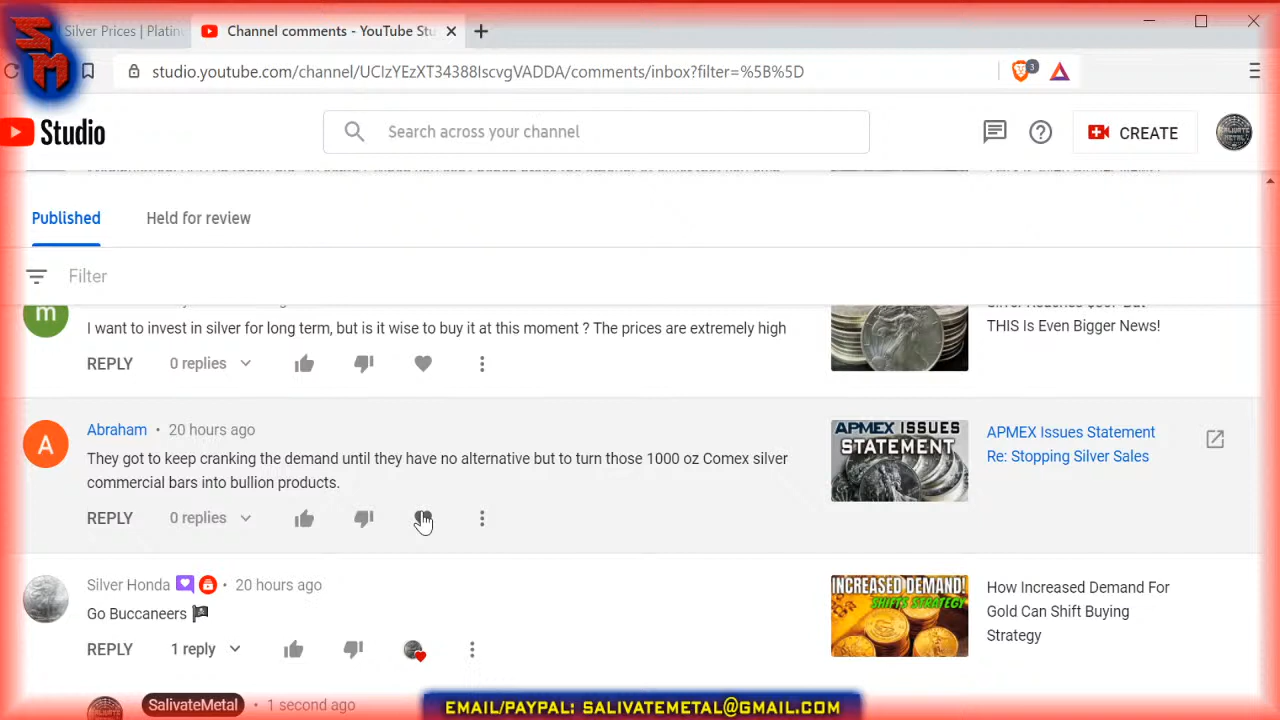 SM
Silver Prices | Platin
Channel comments - YouTube Stu
studio.youtube.com/channel/UCIzYEzXT34388IscvgVADDA/comments/inbox?filter=%5B%5D
3
Studio
Search across your channel
CREATE
Published
Held for review
Filter
m
I want to invest in silver for long term, but is it wise to buy it at this moment ? The prices are extremely high
THIS Is Even Bigger News!
REPLY 0 replies
A
Abraham • 20 hours ago
They got to keep driving the demand until they have no alternative but to turn those 1000 oz Comex silver
commercial bars into bullion products.
REPLY 0 replies
APMEX ISSUES
STATEMENT
APMEX Issues Statement
Re: Stopping Silver Sales
Silver Honda • 20 hours ago
Go Buccaneers 🏴‍☠️
REPLY 1 reply
INCREASED DEMAND!
SHIFTS STRATEGY
How Increased Demand For
Gold Can Shift Buying
Strategy
SalivateMetal • 1 second ago
EMAIL/PAYPAL: SALIVATEMETAL@GMAIL.COM